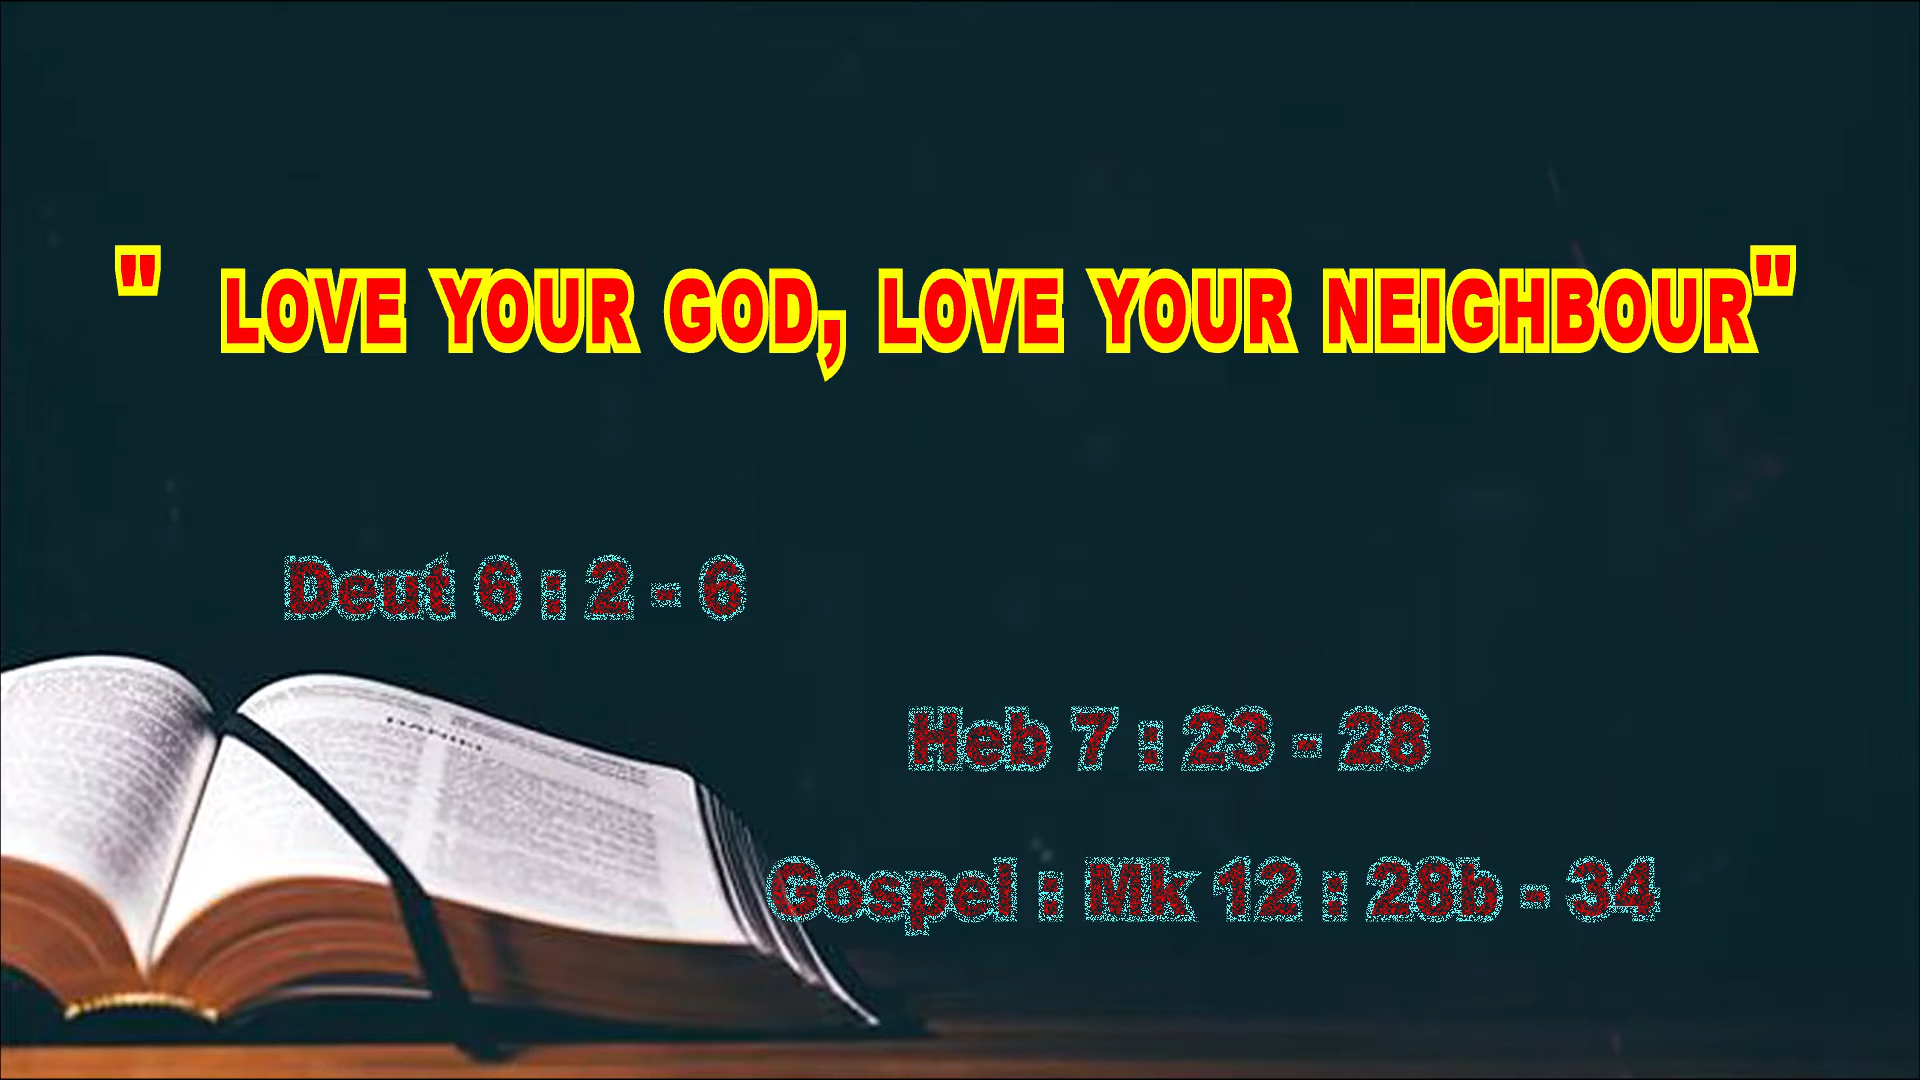 " LOVE YOUR GOD, LOVE YOUR NEIGHBOUR"
Deut 6 : 2 - 6
DANIEL
Heb 7 : 23 - 28
Gospel : Mk 12 : 28b - 34